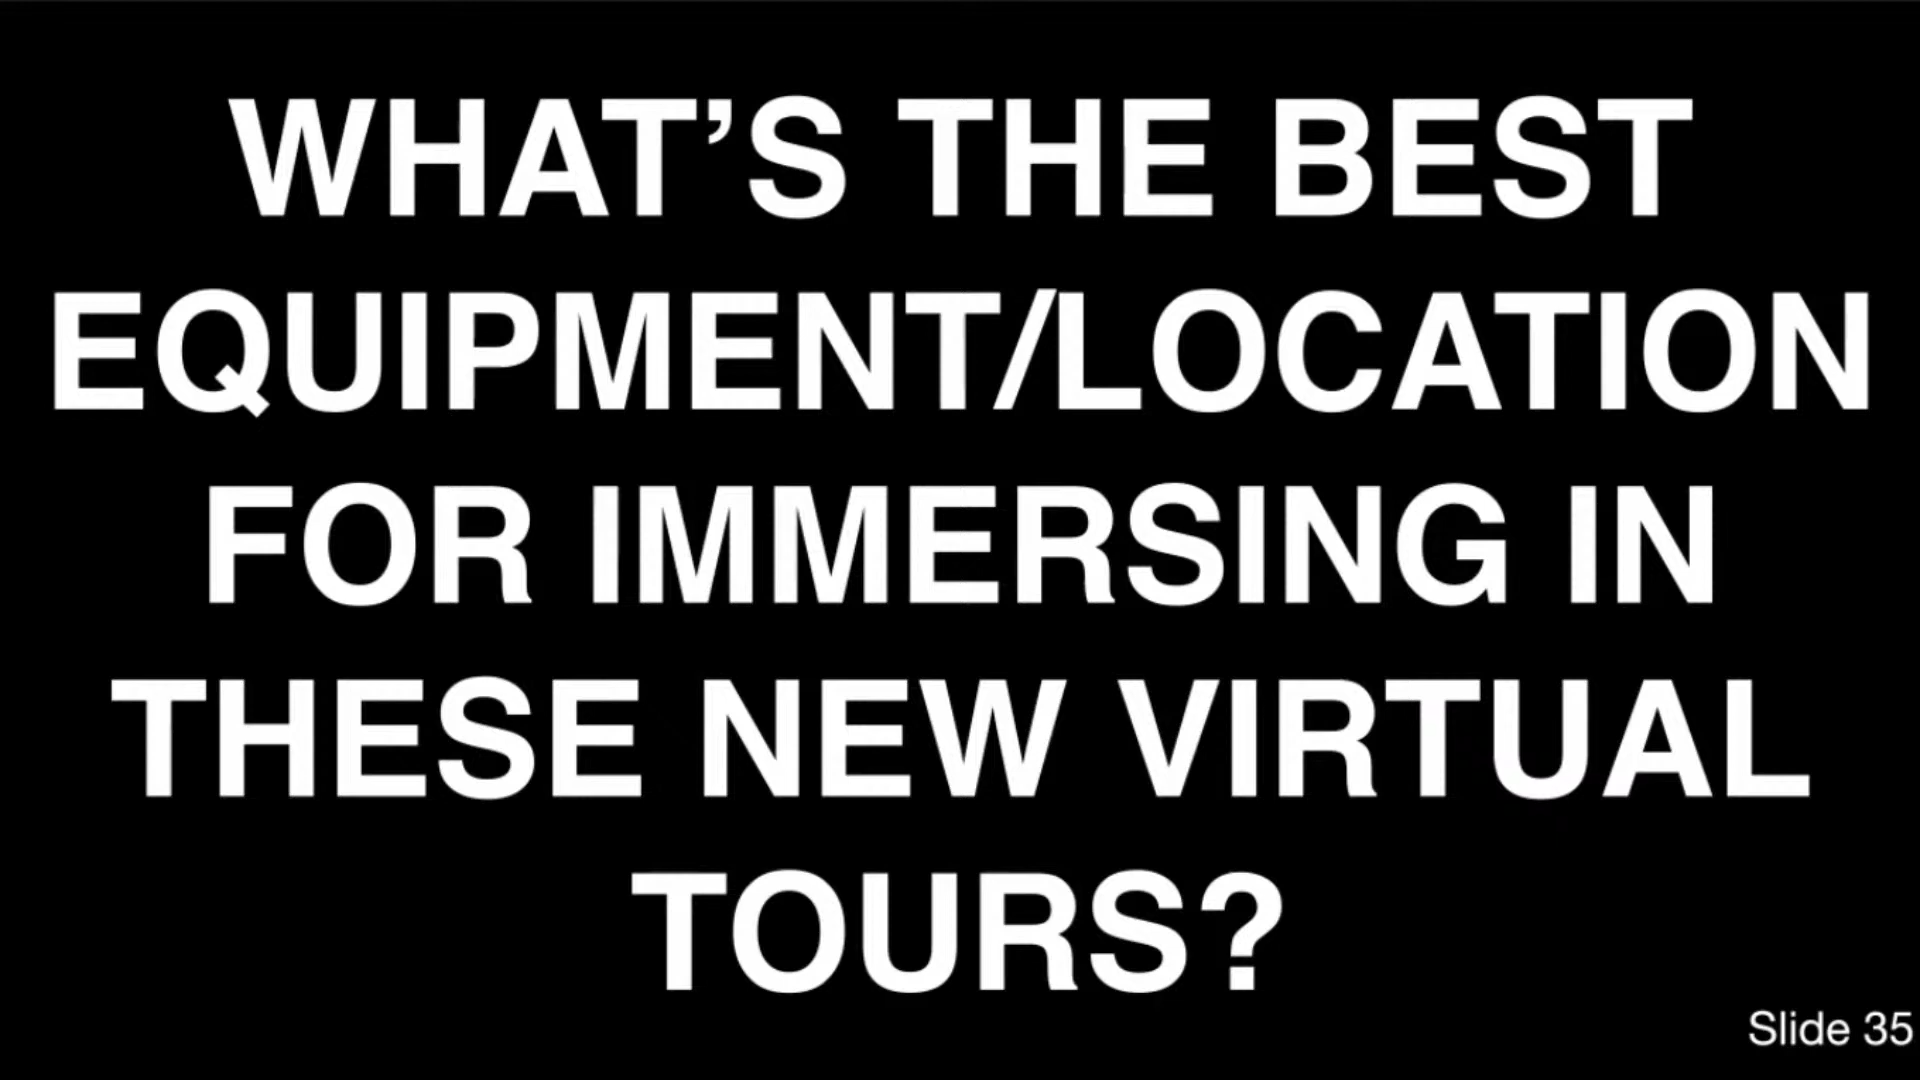 WHAT’S THE BEST
EQUIPMENT/LOCATION
FOR IMMERSING IN
THESE NEW VIRTUAL
TOURS?
Slide 35